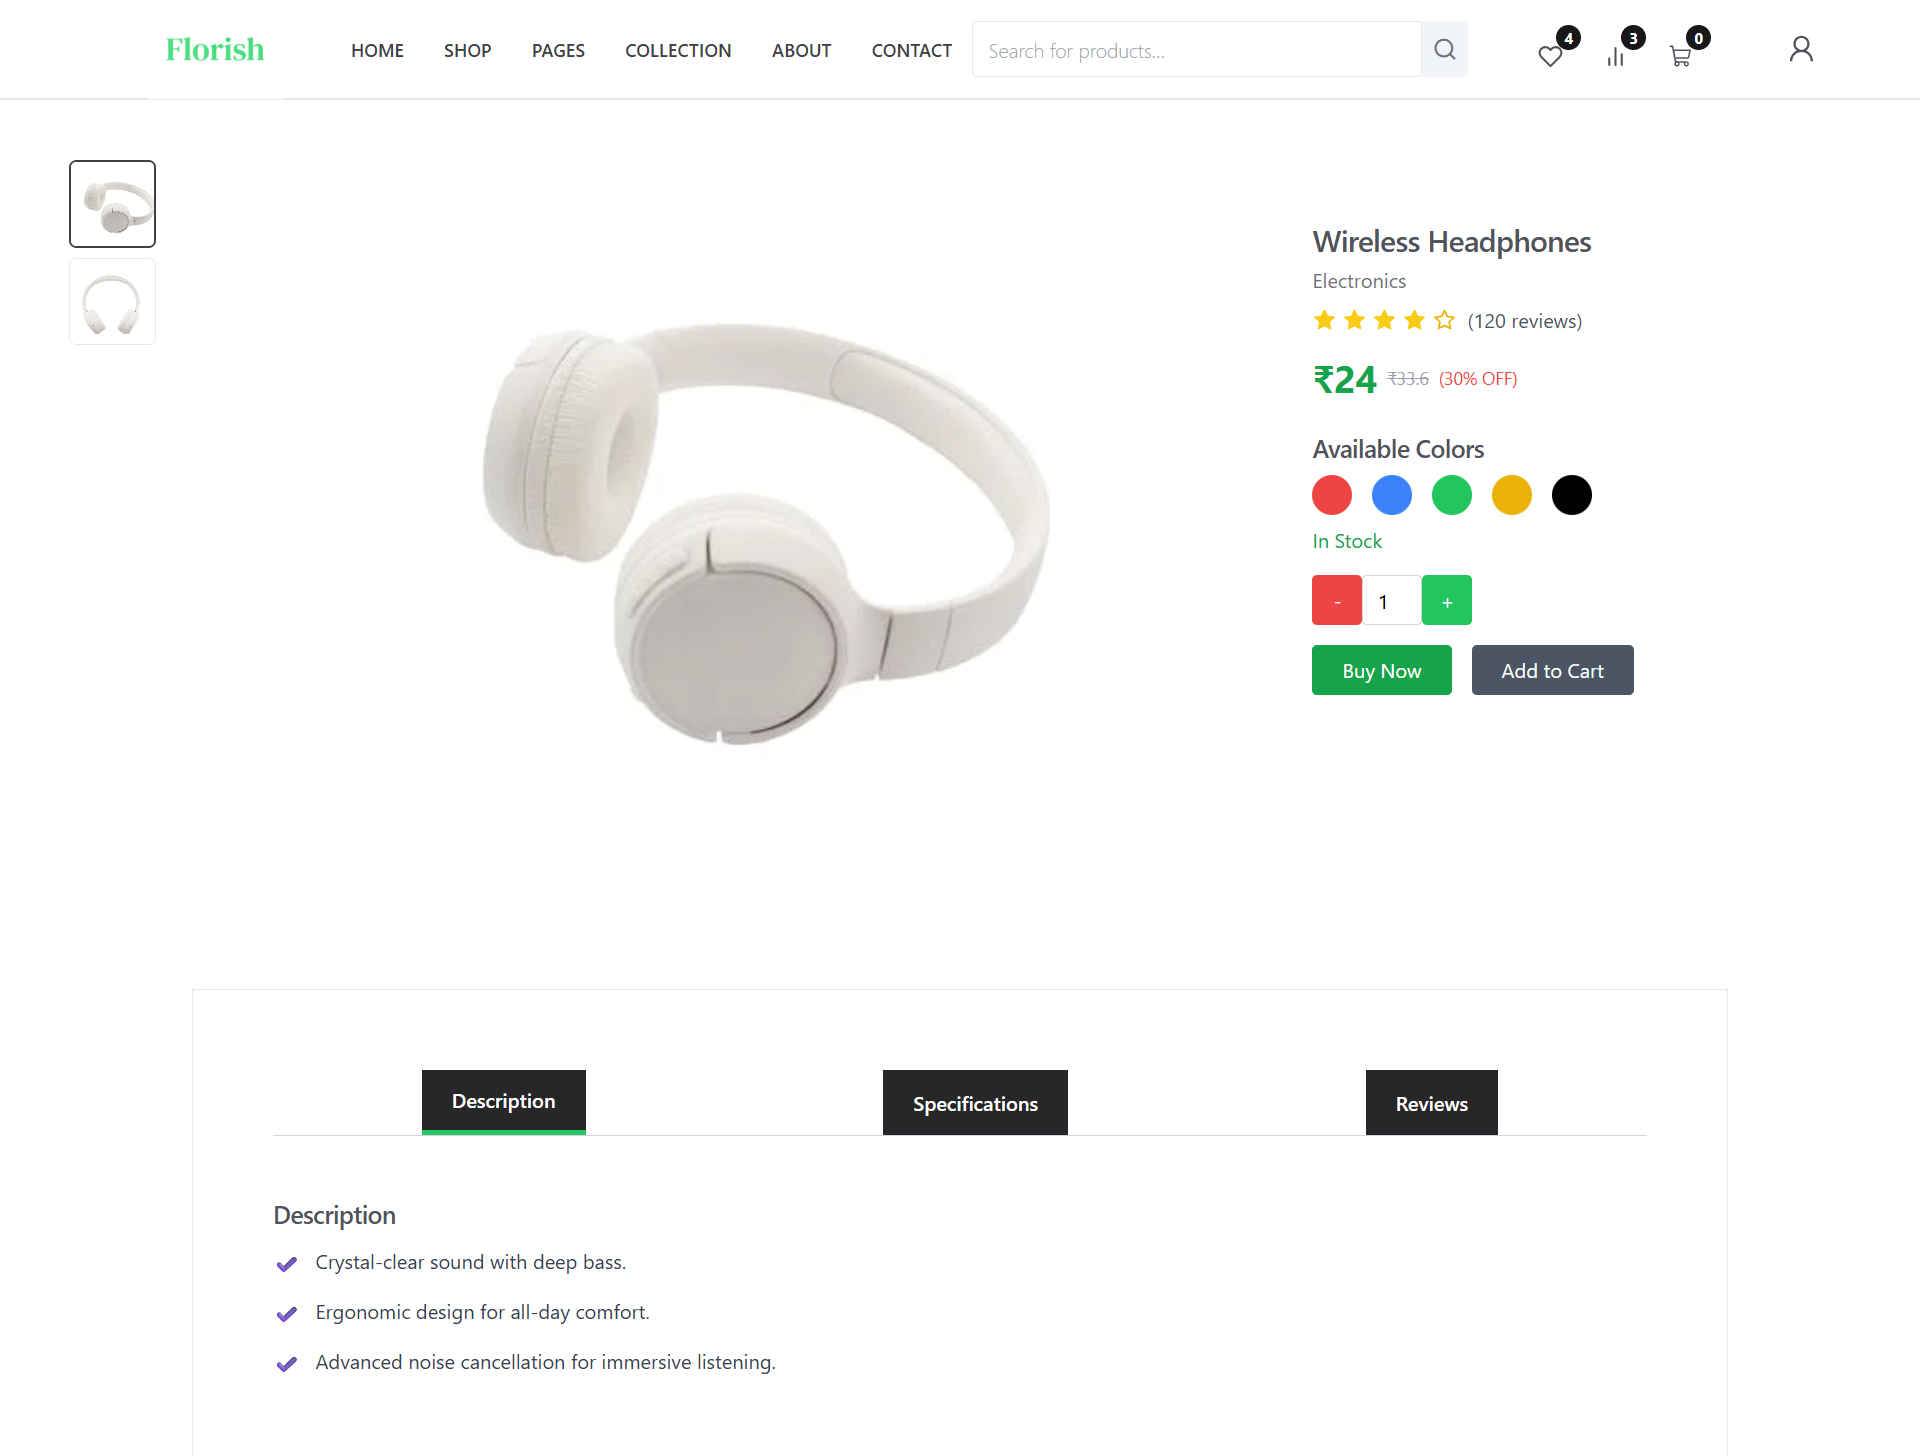 Florish
HOME SHOP PAGES COLLECTION ABOUT CONTACT
Search for products...
4
3
0
Wireless Headphones
Electronics
(120 reviews)
₹24 ₹33.6 (30% OFF)
Available Colors
In Stock
- 1 +
Buy Now Add to Cart
Description Specifications Reviews
Description
Crystal-clear sound with deep bass.
Ergonomic design for all-day comfort.
Advanced noise cancellation for immersive listening.